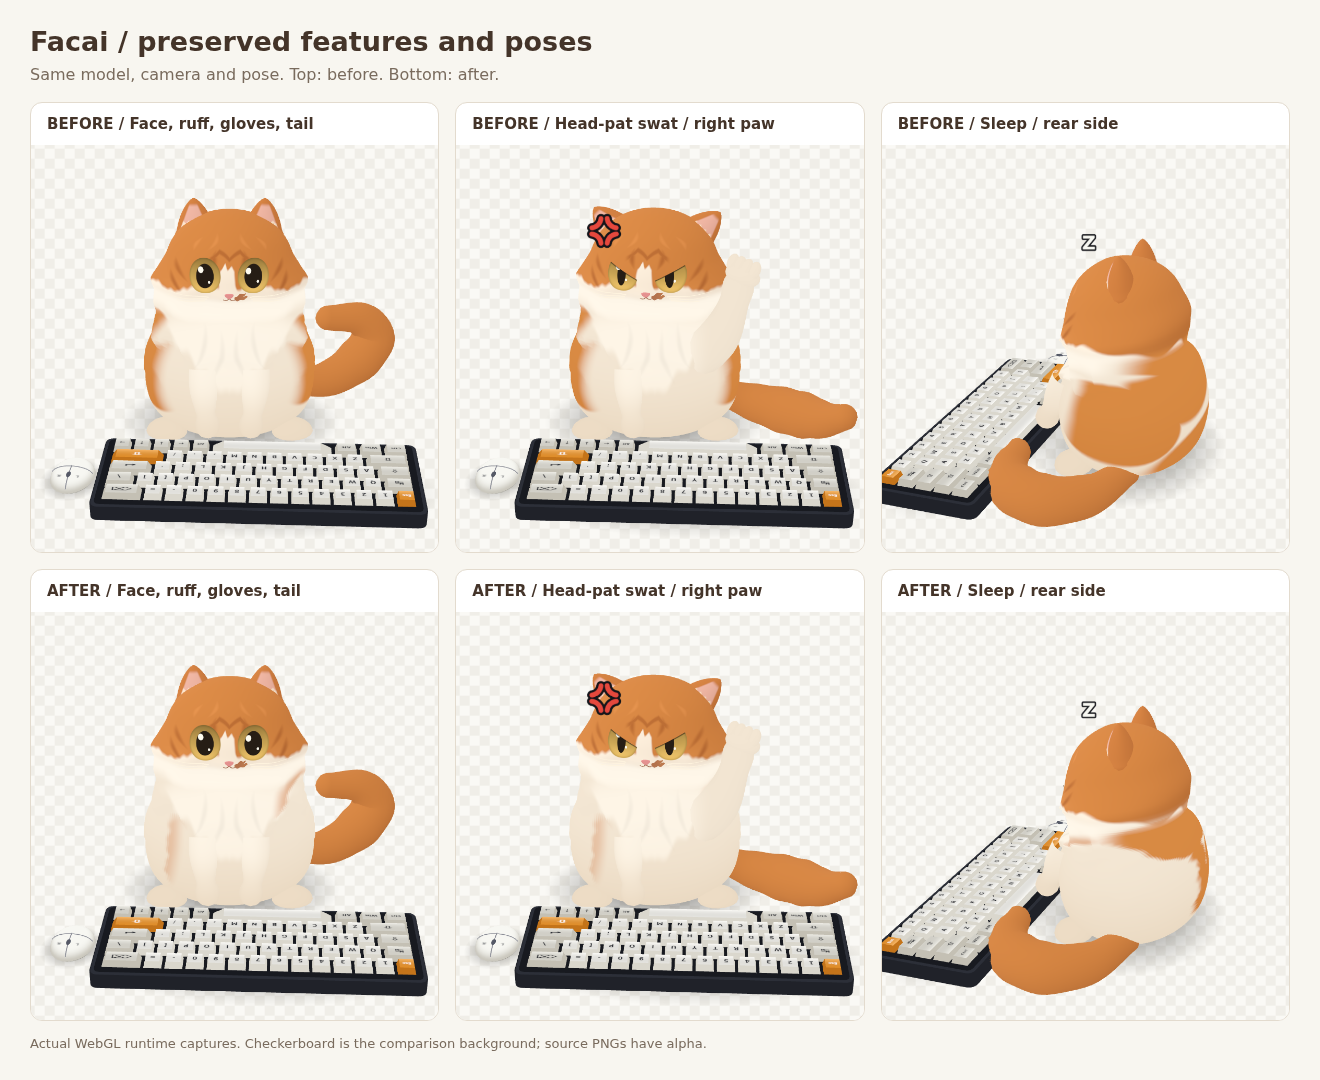 Facai / preserved features and poses
Same model, camera and pose. Top: before. Bottom: after.
BEFORE / Face, ruff, gloves, tail
BEFORE / Head-pat swat / right paw
BEFORE / Sleep / rear side
Z
AFTER / Face, ruff, gloves, tail
AFTER / Head-pat swat / right paw
AFTER / Sleep / rear side
Z
Actual WebGL runtime captures. Checkerboard is the comparison background; source PNGs have alpha.